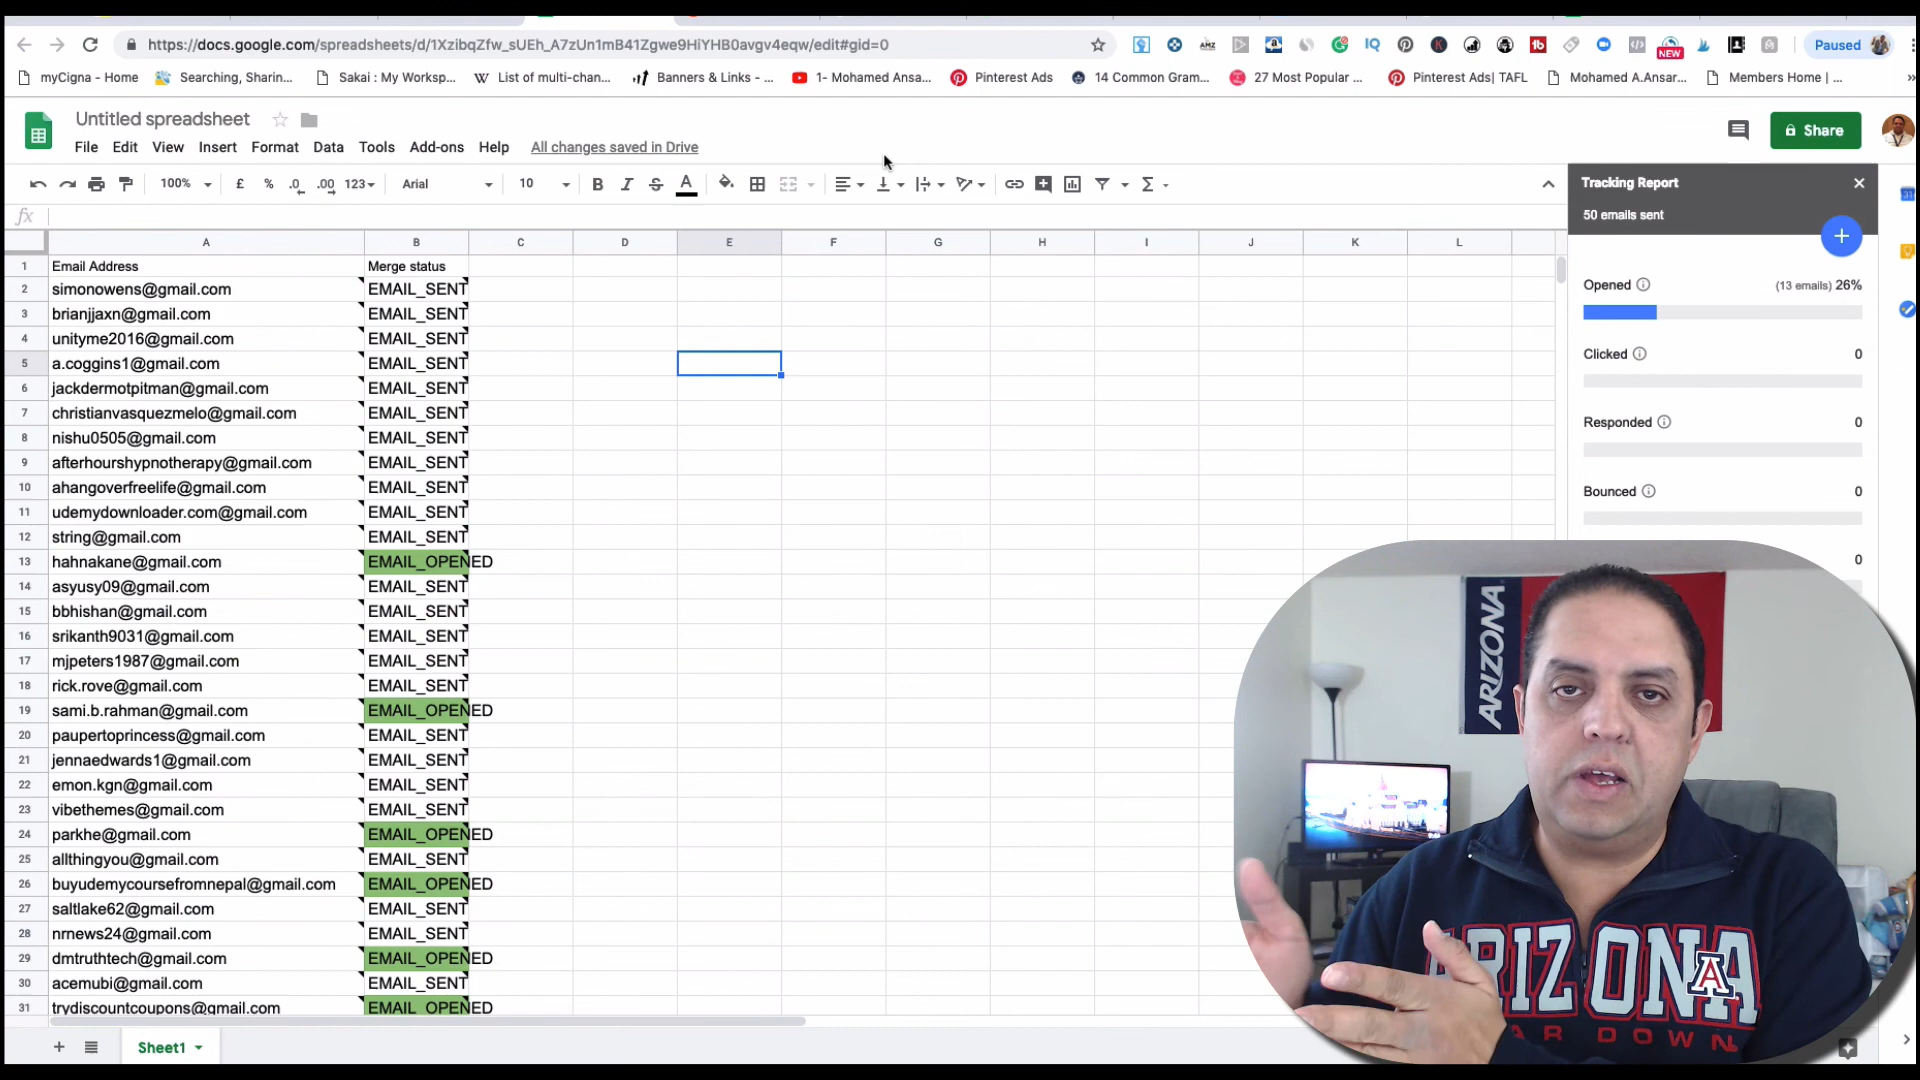 https://docs.google.com/spreadsheets/d/1XzibqZfw_sUEh_A7zUn1mB41Zgwe9HiYHB0avgv4eqw/edit#gid=0
AMZ
IQ
NEW
Paused
myCignai - Home
Searching, Sharin...
Sakai : My Worksp...
List of multi-chan...
Banners & Links - ...
1- Mohamed Ansa...
Pinterest Ads
14 Common Gram...
27 Most Popular ...
Pinterest Ads| TAFL
Mohamed A.Ansar...
Members Home | ...
Untitled spreadsheet
Share
File Edit View Insert Format Data Tools Add-ons Help All changes saved in Drive
100% £ % .0 .00 123 Arial 10 B I S A Σ
Tracking Report
50 emails sent
fx
A B C D E F G H I J K L
1 Email Address Merge status
2 simonowens@gmail.com EMAIL_SENT
3 brianjjaxn@gmail.com EMAIL_SENT
4 unityme2016@gmail.com EMAIL_SENT
5 a.coggins1@gmail.com EMAIL_SENT
6 jackdermotpitman@gmail.com EMAIL_SENT
7 christianvasquezmelo@gmail.com EMAIL_SENT
8 nishu0505@gmail.com EMAIL_SENT
9 afterhourshypnotherapy@gmail.com EMAIL_SENT
10 ahangoverfreelife@gmail.com EMAIL_SENT
11 udemydownloader.com@gmail.com EMAIL_SENT
12 string@gmail.com EMAIL_SENT
13 hahnakane@gmail.com EMAIL_OPENED
14 asyusy09@gmail.com EMAIL_SENT
15 bbhishan@gmail.com EMAIL_SENT
16 srikanth9031@gmail.com EMAIL_SENT
17 mjpeters1987@gmail.com EMAIL_SENT
18 rick.rove@gmail.com EMAIL_SENT
19 sami.b.rahman@gmail.com EMAIL_OPENED
20 paupertoprincess@gmail.com EMAIL_SENT
21 jennaedwards1@gmail.com EMAIL_SENT
22 emon.kgn@gmail.com EMAIL_SENT
23 vibethemes@gmail.com EMAIL_SENT
24 parkhe@gmail.com EMAIL_OPENED
25 allthingyou@gmail.com EMAIL_SENT
26 buyudemycoursefromnepal@gmail.com EMAIL_OPENED
27 saltlake62@gmail.com EMAIL_SENT
28 nrnews24@gmail.com EMAIL_SENT
29 dmtruthtech@gmail.com EMAIL_OPENED
30 acemubi@gmail.com EMAIL_SENT
31 trydiscountcoupons@gmail.com EMAIL_OPENED
Opened (13 emails) 26%
Clicked 0
Responded 0
Bounced 0
0
ARIZONA
ARIZONA
A
BAR DOWN
Sheet1